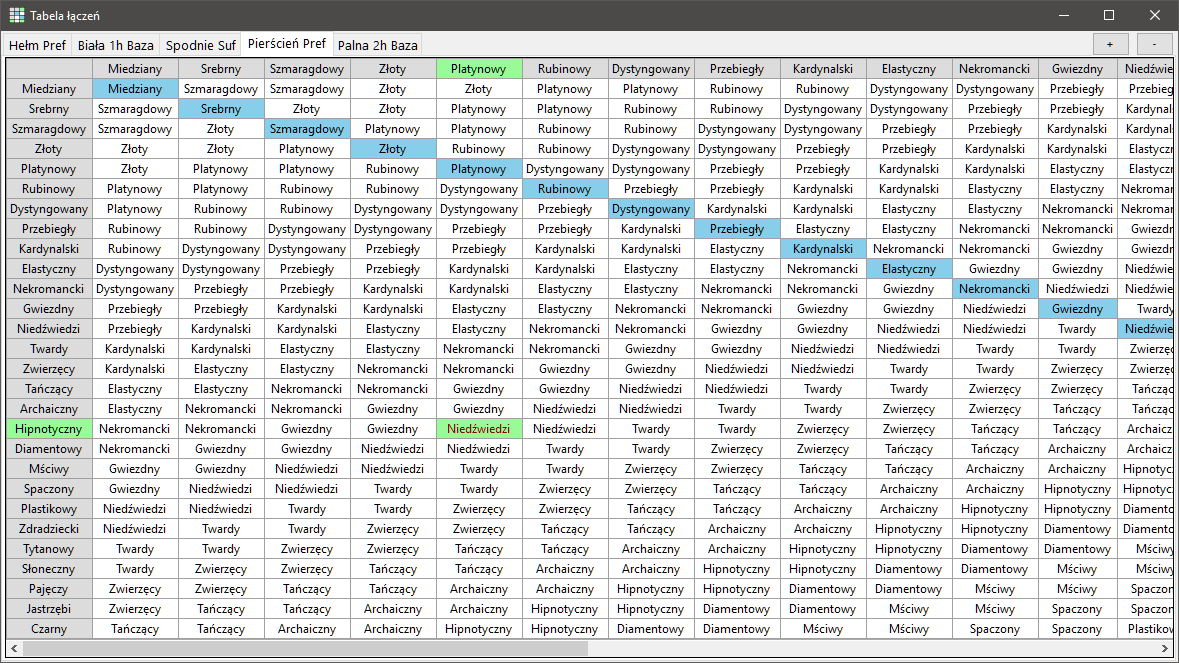 Tabela łączeń
Hełm Pref Biała 1h Baza Spodnie Suf Pierścień Pref Palna 2h Baza + -
Miedziany Srebrny Szmaragdowy Złoty Platynowy Rubinowy Dystyngowany Przebiegły Kardynalski Elastyczny Nekromancki Gwiezdny Niedźwie
Miedziany Miedziany Szmaragdowy Szmaragdowy Złoty Złoty Platynowy Platynowy Rubinowy Rubinowy Dystyngowany Dystyngowany Przebiegły Przebieg
Srebrny Szmaragdowy Srebrny Złoty Złoty Platynowy Platynowy Rubinowy Rubinowy Dystyngowany Dystyngowany Przebiegły Przebiegły Kardynal
Szmaragdowy Szmaragdowy Złoty Szmaragdowy Platynowy Platynowy Rubinowy Rubinowy Dystyngowany Dystyngowany Przebiegły Przebiegły Kardynalski Kardynal
Złoty Złoty Złoty Platynowy Złoty Rubinowy Rubinowy Dystyngowany Dystyngowany Przebiegły Przebiegły Kardynalski Kardynalski Elastycz
Platynowy Złoty Platynowy Platynowy Rubinowy Platynowy Dystyngowany Dystyngowany Przebiegły Przebiegły Kardynalski Kardynalski Elastyczny Elastycz
Rubinowy Platynowy Platynowy Rubinowy Rubinowy Dystyngowany Rubinowy Przebiegły Przebiegły Kardynalski Kardynalski Elastyczny Elastyczny Nekroman
Dystyngowany Platynowy Rubinowy Rubinowy Dystyngowany Dystyngowany Przebiegły Dystyngowany Kardynalski Kardynalski Elastyczny Elastyczny Nekromancki Nekroman
Przebiegły Rubinowy Rubinowy Dystyngowany Dystyngowany Przebiegły Przebiegły Kardynalski Przebiegły Elastyczny Elastyczny Nekromancki Nekromancki Gwiezdn
Kardynalski Rubinowy Dystyngowany Dystyngowany Przebiegły Przebiegły Kardynalski Kardynalski Elastyczny Kardynalski Nekromancki Nekromancki Gwiezdny Gwiezdn
Elastyczny Dystyngowany Dystyngowany Przebiegły Przebiegły Kardynalski Kardynalski Elastyczny Elastyczny Nekromancki Elastyczny Gwiezdny Gwiezdny Niedźwie
Nekromancki Dystyngowany Przebiegły Przebiegły Kardynalski Kardynalski Elastyczny Elastyczny Nekromancki Nekromancki Gwiezdny Nekromancki Niedźwiedzi Niedźwie
Gwiezdny Przebiegły Przebiegły Kardynalski Kardynalski Elastyczny Elastyczny Nekromancki Nekromancki Gwiezdny Gwiezdny Niedźwiedzi Gwiezdny Twardy
Niedźwiedzi Przebiegły Kardynalski Kardynalski Elastyczny Elastyczny Nekromancki Nekromancki Gwiezdny Gwiezdny Niedźwiedzi Niedźwiedzi Twardy Niedźwie
Twardy Kardynalski Kardynalski Elastyczny Elastyczny Nekromancki Nekromancki Gwiezdny Gwiezdny Niedźwiedzi Niedźwiedzi Twardy Twardy Zwierzęc
Zwierzęcy Kardynalski Elastyczny Elastyczny Nekromancki Nekromancki Gwiezdny Gwiezdny Niedźwiedzi Niedźwiedzi Twardy Twardy Zwierzęcy Zwierzęc
Tańczący Elastyczny Elastyczny Nekromancki Nekromancki Gwiezdny Gwiezdny Niedźwiedzi Niedźwiedzi Twardy Twardy Zwierzęcy Zwierzęcy Tańcząc
Archaiczny Elastyczny Nekromancki Nekromancki Gwiezdny Gwiezdny Niedźwiedzi Niedźwiedzi Twardy Twardy Zwierzęcy Zwierzęcy Tańczący Tańcząc
Hipnotyczny Nekromancki Nekromancki Gwiezdny Gwiezdny Niedźwiedzi Niedźwiedzi Twardy Twardy Zwierzęcy Zwierzęcy Tańczący Tańczący Archaicz
Diamentowy Nekromancki Gwiezdny Gwiezdny Niedźwiedzi Niedźwiedzi Twardy Twardy Zwierzęcy Zwierzęcy Tańczący Tańczący Archaiczny Archaicz
Mściwy Gwiezdny Gwiezdny Niedźwiedzi Niedźwiedzi Twardy Twardy Zwierzęcy Zwierzęcy Tańczący Tańczący Archaiczny Archaiczny Hipnotyc
Spaczony Gwiezdny Niedźwiedzi Niedźwiedzi Twardy Twardy Zwierzęcy Zwierzęcy Tańczący Tańczący Archaiczny Archaiczny Hipnotyczny Hipnotyc
Plastikowy Niedźwiedzi Niedźwiedzi Twardy Twardy Zwierzęcy Zwierzęcy Tańczący Tańczący Archaiczny Archaiczny Hipnotyczny Hipnotyczny Diamento
Zdradziecki Niedźwiedzi Twardy Twardy Zwierzęcy Zwierzęcy Tańczący Tańczący Archaiczny Archaiczny Hipnotyczny Hipnotyczny Diamentowy Diamento
Tytanowy Twardy Twardy Zwierzęcy Zwierzęcy Tańczący Tańczący Archaiczny Archaiczny Hipnotyczny Hipnotyczny Diamentowy Diamentowy Mściwy
Słoneczny Twardy Zwierzęcy Zwierzęcy Tańczący Tańczący Archaiczny Archaiczny Hipnotyczny Hipnotyczny Diamentowy Diamentowy Mściwy Mściwy
Pajęczy Zwierzęcy Zwierzęcy Tańczący Tańczący Archaiczny Archaiczny Hipnotyczny Hipnotyczny Diamentowy Diamentowy Mściwy Mściwy Spaczon
Jastrzębi Zwierzęcy Tańczący Tańczący Archaiczny Archaiczny Hipnotyczny Hipnotyczny Diamentowy Diamentowy Mściwy Mściwy Spaczony Spaczon
Czarny Tańczący Tańczący Archaiczny Archaiczny Hipnotyczny Hipnotyczny Diamentowy Diamentowy Mściwy Mściwy Spaczony Spaczony Plastikow